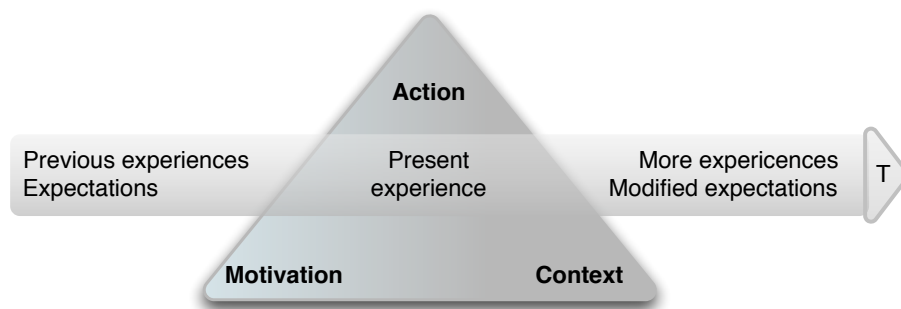 Action
Previous experiences
Expectations
Present
experience
More expericences
Modified expectations
T
Motivation
Context